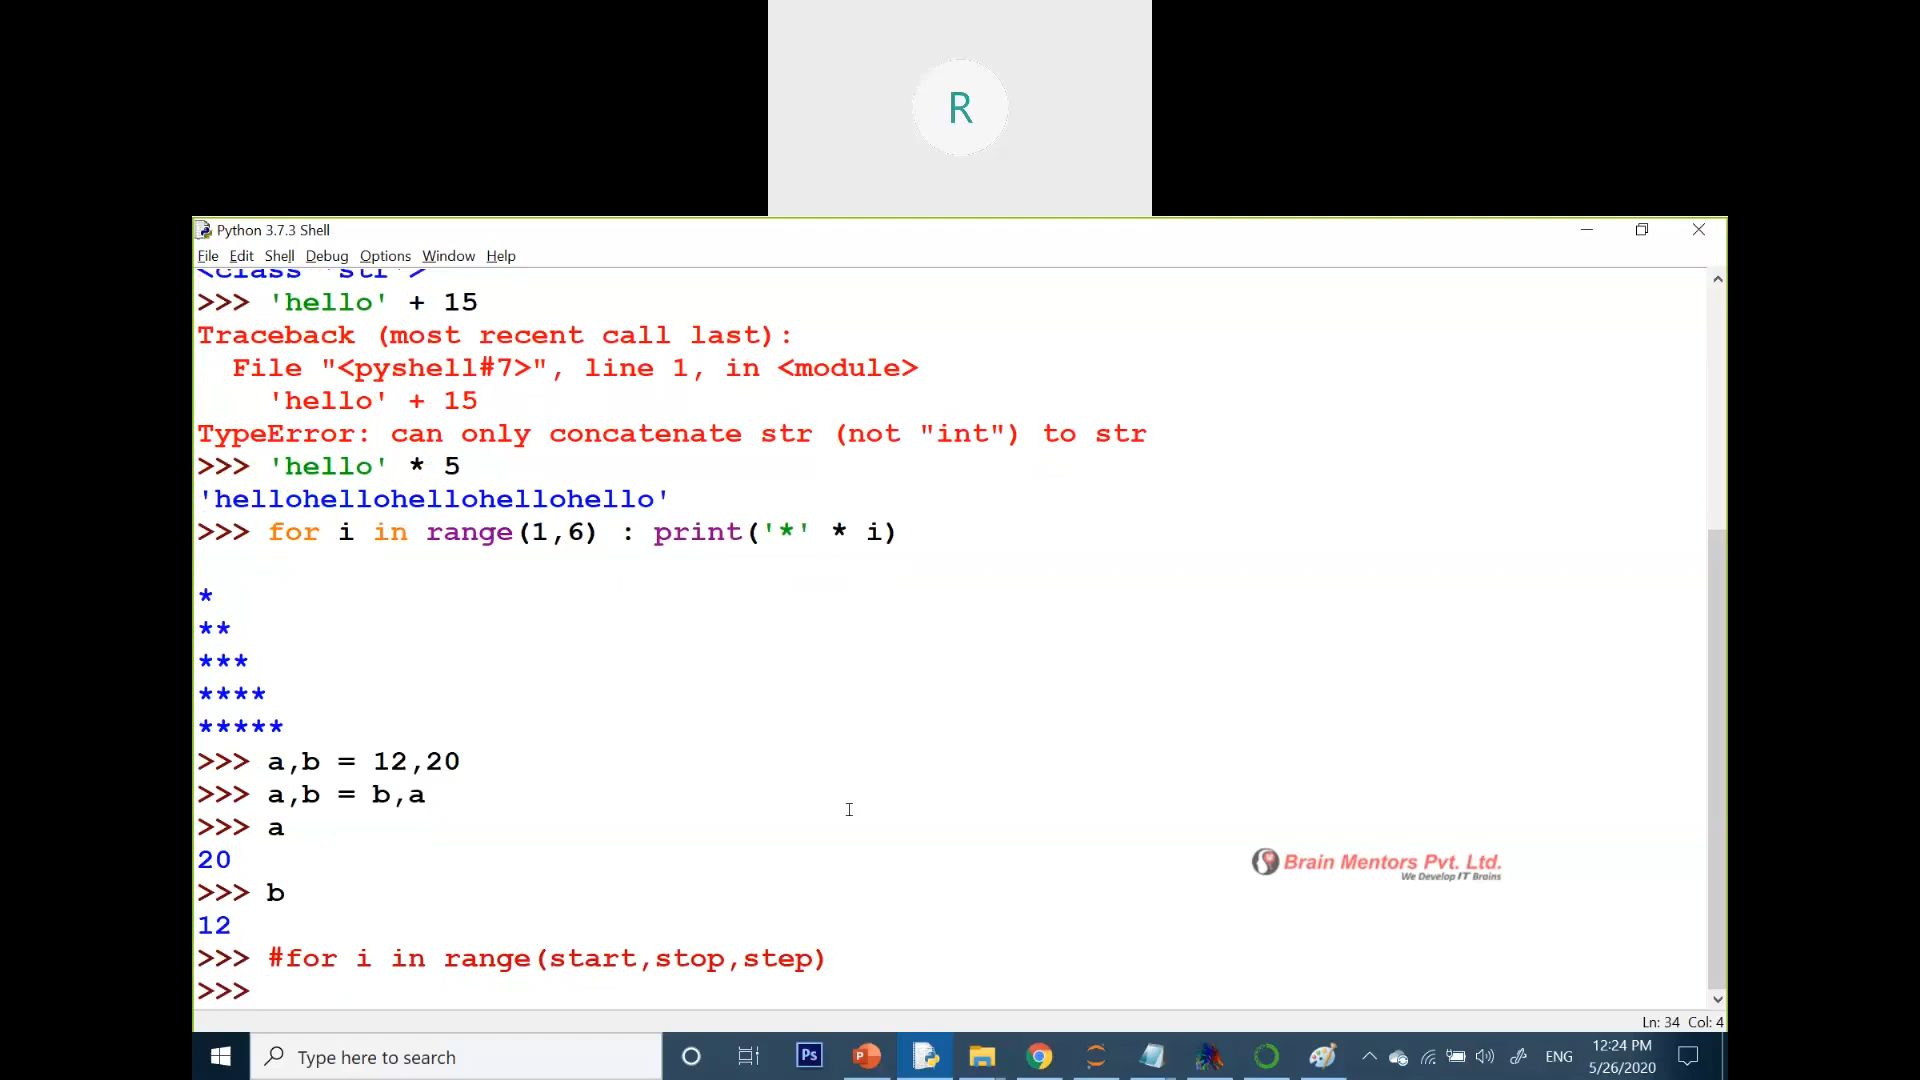 R
Python 3.7.3 Shell
File Edit Shell Debug Options Window Help
<class 'str'>
>>> 'hello' + 15
Traceback (most recent call last):
  File "<pyshell#7>", line 1, in <module>
    'hello' + 15
TypeError: can only concatenate str (not "int") to str
>>> 'hello' * 5
'hellohellohellohellohello'
>>> for i in range(1,6) : print('*' * i)
*
**
***
****
*****
>>> a,b = 12,20
>>> a,b = b,a
>>> a
20
>>> b
12
>>> #for i in range(start,stop,step)
>>>
Brain Mentors Pvt. Ltd.
We Develop IT Brains
Ln: 34 Col: 4
Type here to search
Ps
P
ENG
12:24 PM
5/26/2020